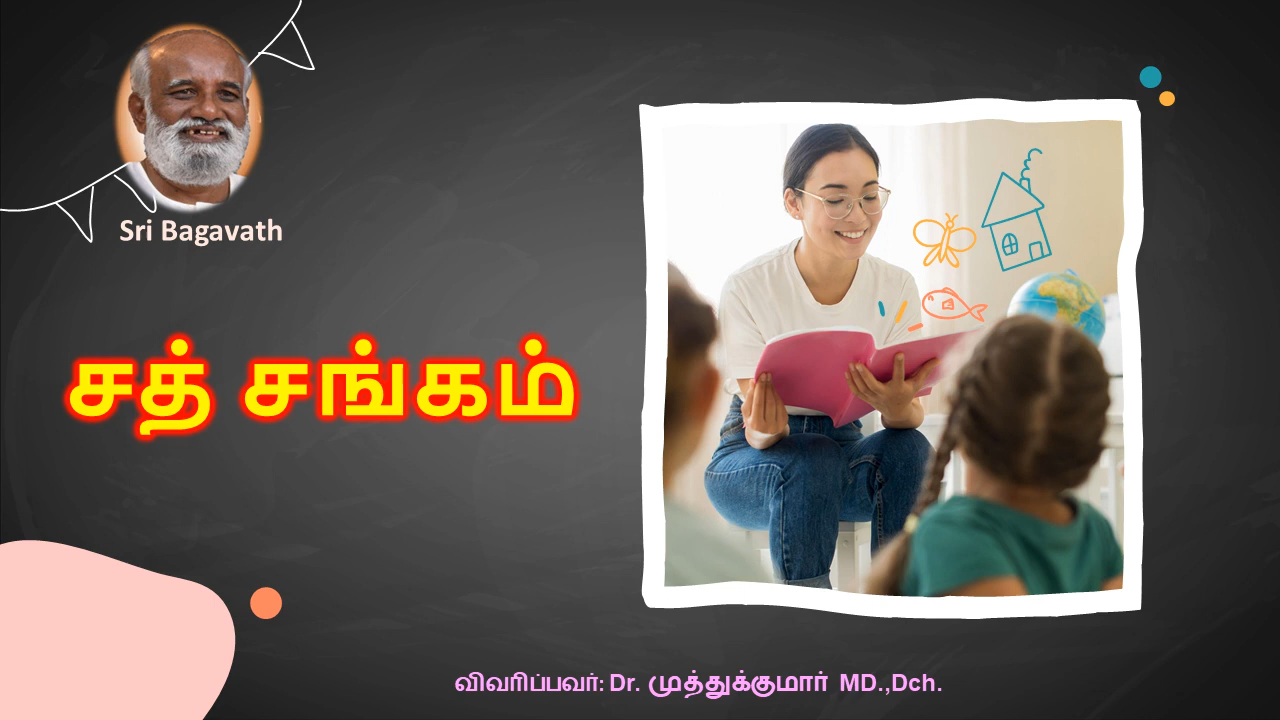 Sri Bagavath
சத் சங்கம்
விவரிப்பவர்: Dr. முத்துக்குமார் MD.,Dch.